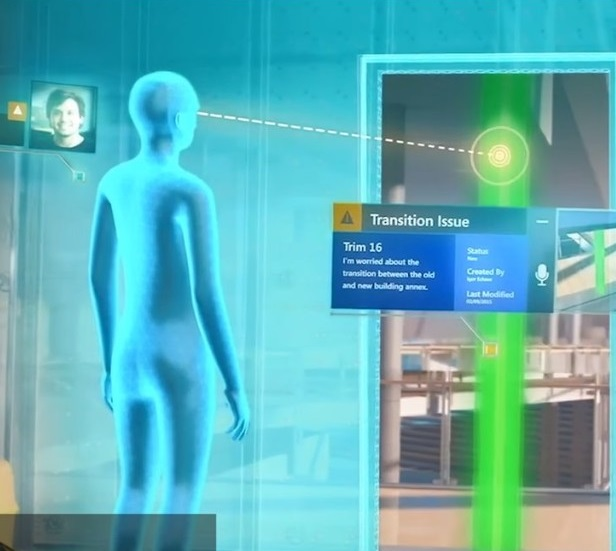 Transition Issue
Trim 16
I'm worried about the
transition between the old
and new building annex.
Status
New
Created By
Last Modified